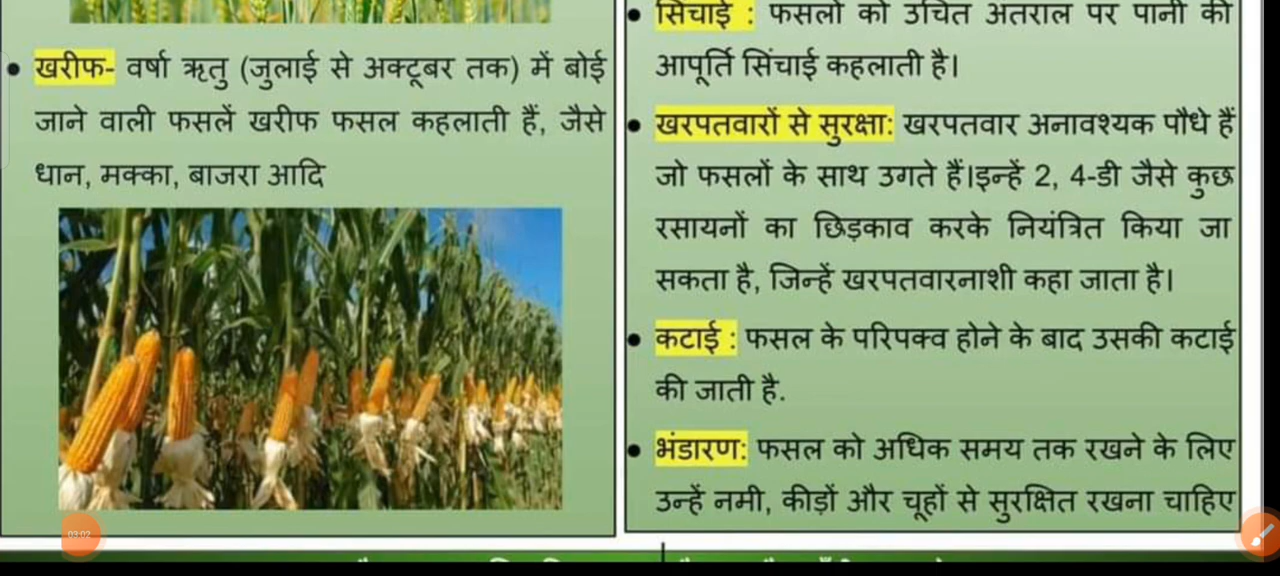 खरीफ- वर्षा ऋतु (जुलाई से अक्टूबर तक) में बोई
जाने वाली फसलें खरीफ फसल कहलाती हैं, जैसे
धान, मक्का, बाजरा आदि
03:02
सिंचाई : फसलों को उचित अंतराल पर पानी की
आपूर्ति सिंचाई कहलाती है।
खरपतवारों से सुरक्षा: खरपतवार अनावश्यक पौधे हैं
जो फसलों के साथ उगते हैं।इन्हें 2, 4-डी जैसे कुछ
रसायनों का छिड़काव करके नियंत्रित किया जा
सकता है, जिन्हें खरपतवारनाशी कहा जाता है।
कटाई : फसल के परिपक्व होने के बाद उसकी कटाई
की जाती है.
भंडारण: फसल को अधिक समय तक रखने के लिए
उन्हें नमी, कीड़ों और चूहों से सुरक्षित रखना चाहिए